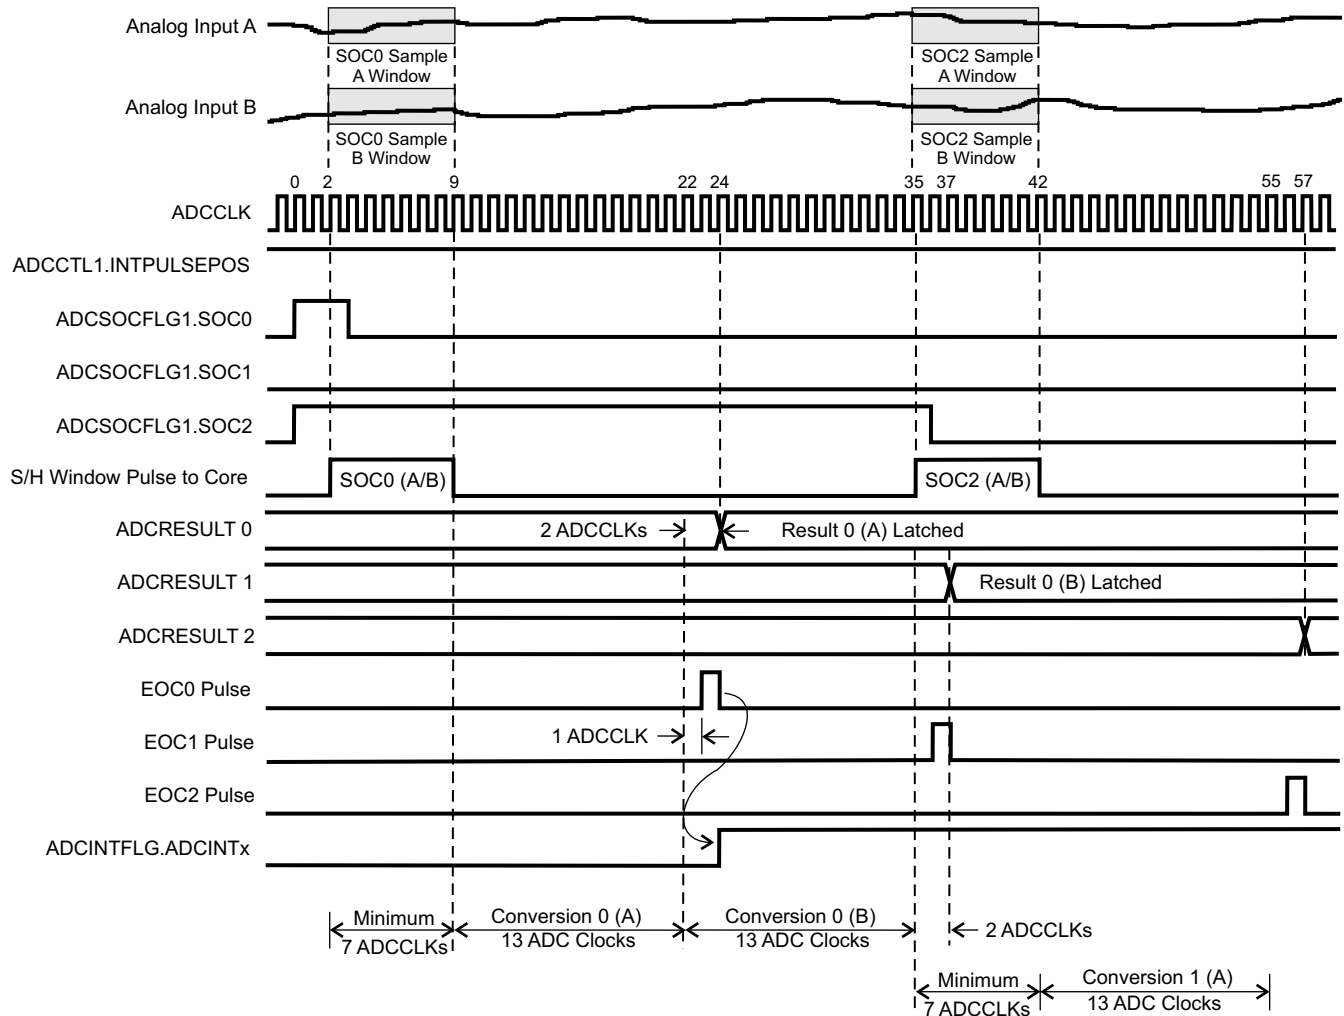 Analog Input A
SOC0 Sample
A Window
SOC2 Sample
A Window
Analog Input B
SOC0 Sample
B Window
SOC2 Sample
B Window
0 2 9 22 24 35 37 42 55 57
ADCCLK
ADCCTL1.INTPULSEPOS
ADCSOCFLG1.SOC0
ADCSOCFLG1.SOC1
ADCSOCFLG1.SOC2
S/H Window Pulse to Core SOC0 (A/B) SOC2 (A/B)
ADCRESULT 0 2 ADCCLKs Result 0 (A) Latched
ADCRESULT 1 Result 0 (B) Latched
ADCRESULT 2
EOC0 Pulse
EOC1 Pulse 1 ADCCLK
EOC2 Pulse
ADCINTFLG.ADCINTx
Minimum
7 ADCCLKs
Conversion 0 (A)
13 ADC Clocks
Conversion 0 (B)
13 ADC Clocks
2 ADCCLKs
Minimum
7 ADCCLKs
Conversion 1 (A)
13 ADC Clocks